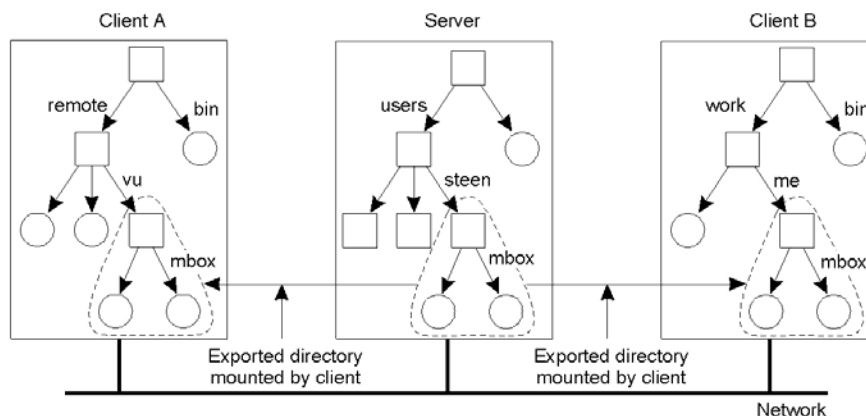 Client A
Server
Client B
remote
bin
users
work
bin
vu
steen
me
mbox
mbox
mbox
Exported directory
mounted by client
Exported directory
mounted by client
Network